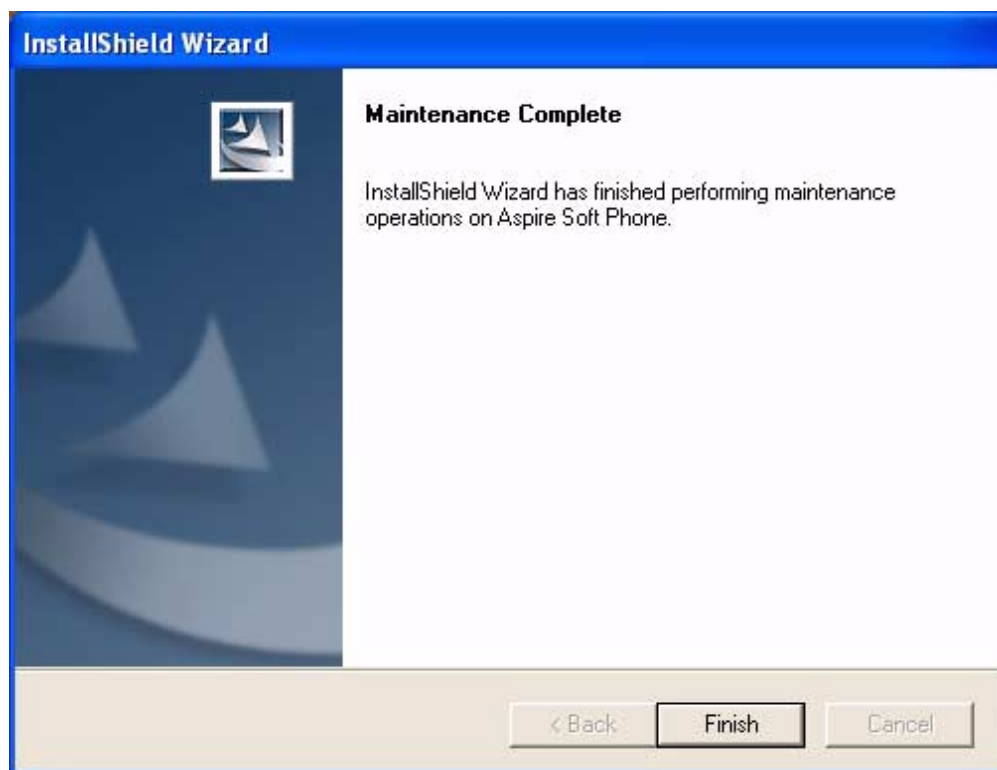 InstallShield Wizard
Maintenance Complete
InstallShield Wizard has finished performing maintenance
operations on Aspire Soft Phone.
< Back
Finish
Cancel